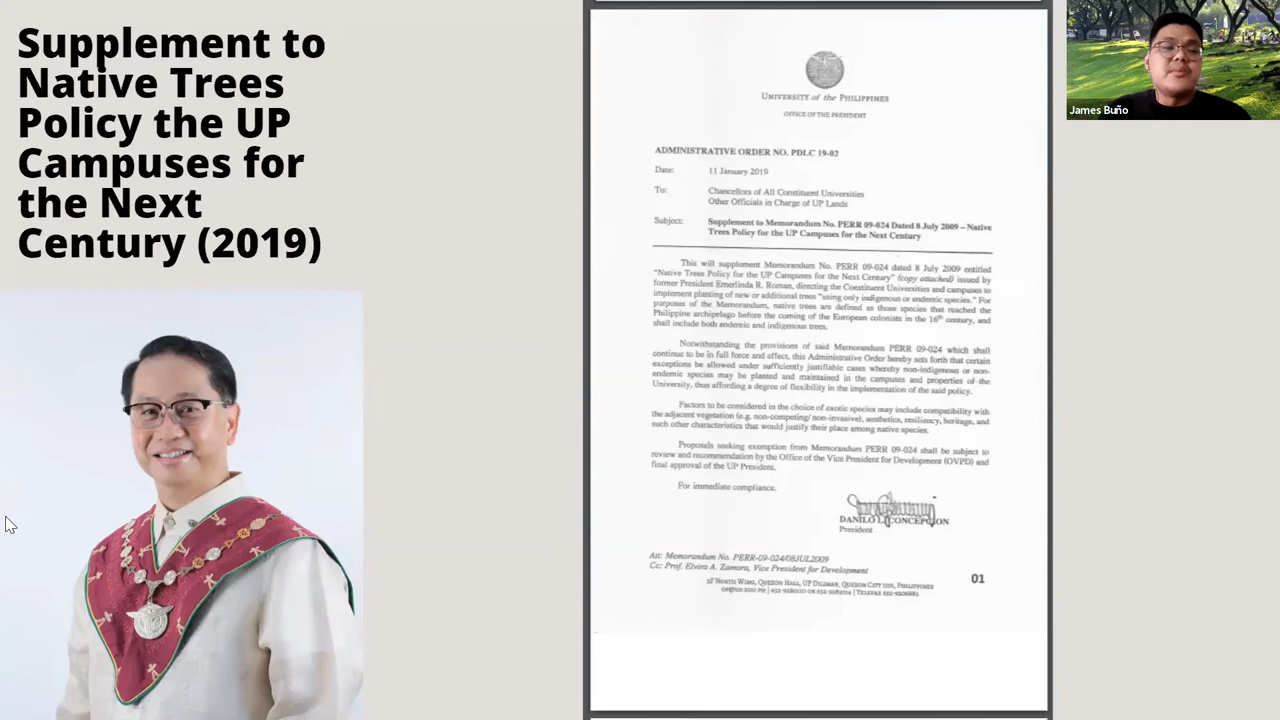 Supplement to
Native Trees
Policy the UP
Campuses for
the Next
Century (2019)
UNIVERSITY of the PHILIPPINES
OFFICE OF THE PRESIDENT
ADMINISTRATIVE ORDER NO. PDLC 19-02
Date: 11 January 2019
To: Chancellors of All Constituent Universities
Other Officials in Charge of UP Lands
Subject: Supplement to Memorandum No. PERR 09-024 Dated 8 July 2009 – Native
Trees Policy for the UP Campuses for the Next Century
This will supplement Memorandum No. PERR 09-024 dated 8 July 2009 entitled
"Native Trees Policy for the UP Campuses for the Next Century" (copy attached) issued by
former President Emerlinda R. Roman, directing the Constituent Universities and campuses to
implement planting of new or additional trees "using only indigenous or endemic species." For
purposes of the Memorandum, native trees are defined as those species that reached the
Philippine archipelago before the coming of the European colonists in the 16th century, and
shall include both endemic and indigenous trees.
Notwithstanding the provisions of said Memorandum PERR 09-024 which shall
continue to be in full force and effect, this Administrative Order hereby sets forth that certain
exceptions be allowed under sufficiently justifiable cases whereby non-indigenous or non-
endemic species may be planted and maintained in the campuses and properties of the
University, thus affording a degree of flexibility in the implementation of the said policy.
Factors to be considered in the choice of exotic species may include compatibility with
the adjacent vegetation (e.g. non-competing/ non-invasive), aesthetics, resiliency, heritage, and
such other characteristics that would justify their place among native species.
Proposals seeking exemption from Memorandum PERR 09-024 shall be subject to
review and recommendation by the Office of the Vice President for Development (OVPD) and
final approval of the UP President.
For immediate compliance.
DANILO L. CONCEPCION
President
Att: Memorandum No. PERR-09-024/08JUL2009
Cc: Prof. Elvira A. Zamora, Vice President for Development
2F NORTH WING, QUEZON HALL, UP DILIMAN, QUEZON CITY 1101, PHILIPPINES
01
James Buño